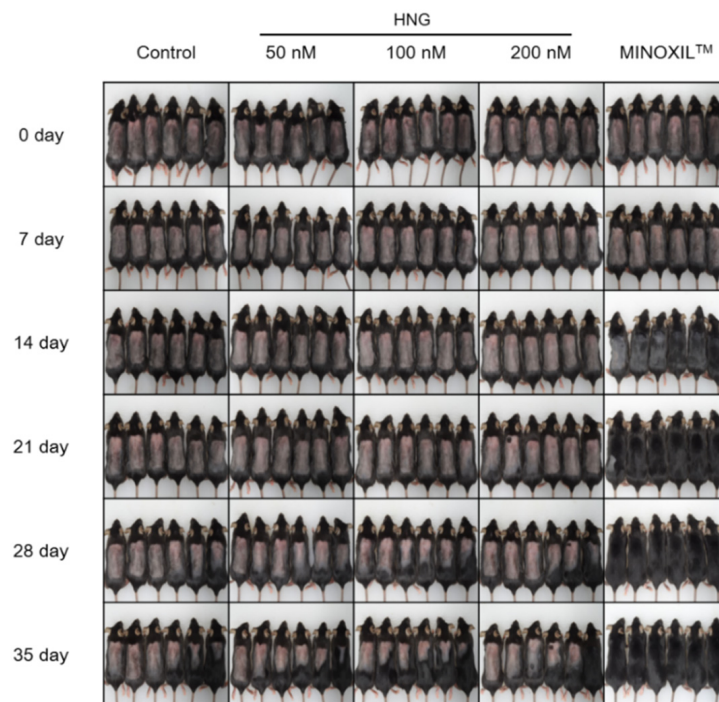 HNG
Control 50 nM 100 nM 200 nM MINOXIL™
0 day
7 day
14 day
21 day
28 day
35 day